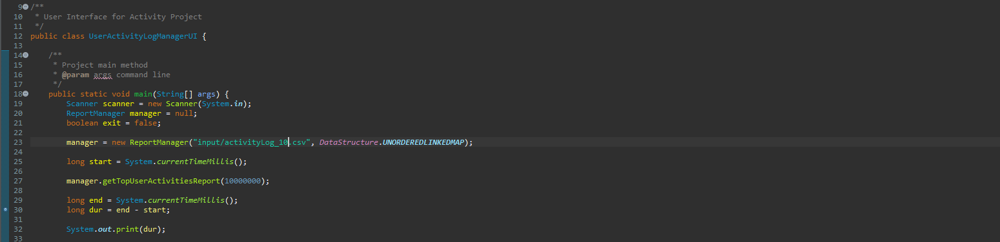 9 /**
10 * User Interface for Activity Project
11 */
12 public class UserActivityLogManagerUI {
13
14 /**
15 * Project main method
16 * @param args command line
17 */
18 public static void main(String[] args) {
19 Scanner scanner = new Scanner(System.in);
20 ReportManager manager = null;
21 boolean exit = false;
22
23 manager = new ReportManager("input/activityLog_10.csv", DataStructure.UNORDEREDLINKEDMAP);
24
25 long start = System.currentTimeMillis();
26
27 manager.getTopUserActivitiesReport(10000000);
28
29 long end = System.currentTimeMillis();
30 long dur = end - start;
31
32 System.out.print(dur);
33